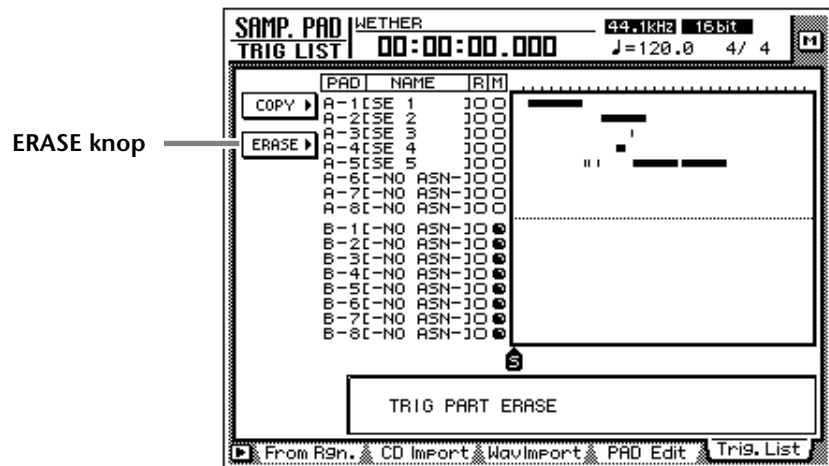 SAMP. PAD WETHER 44.1kHz 16bit
TRIG LIST 00:00:00.000 ♩=120.0 4/ 4 M
PAD NAME R M
COPY
ERASE knop
ERASE
A-1[SE 1 ]
A-2[SE 2 ]
A-3[SE 3 ]
A-4[SE 4 ]
A-5[SE 5 ]
A-6[-NO ASN-]
A-7[-NO ASN-]
A-8[-NO ASN-]
B-1[-NO ASN-]
B-2[-NO ASN-]
B-3[-NO ASN-]
B-4[-NO ASN-]
B-5[-NO ASN-]
B-6[-NO ASN-]
B-7[-NO ASN-]
B-8[-NO ASN-]
S
TRIG PART ERASE
From Rgn. CD Import WavImport PAD Edit Trig. List